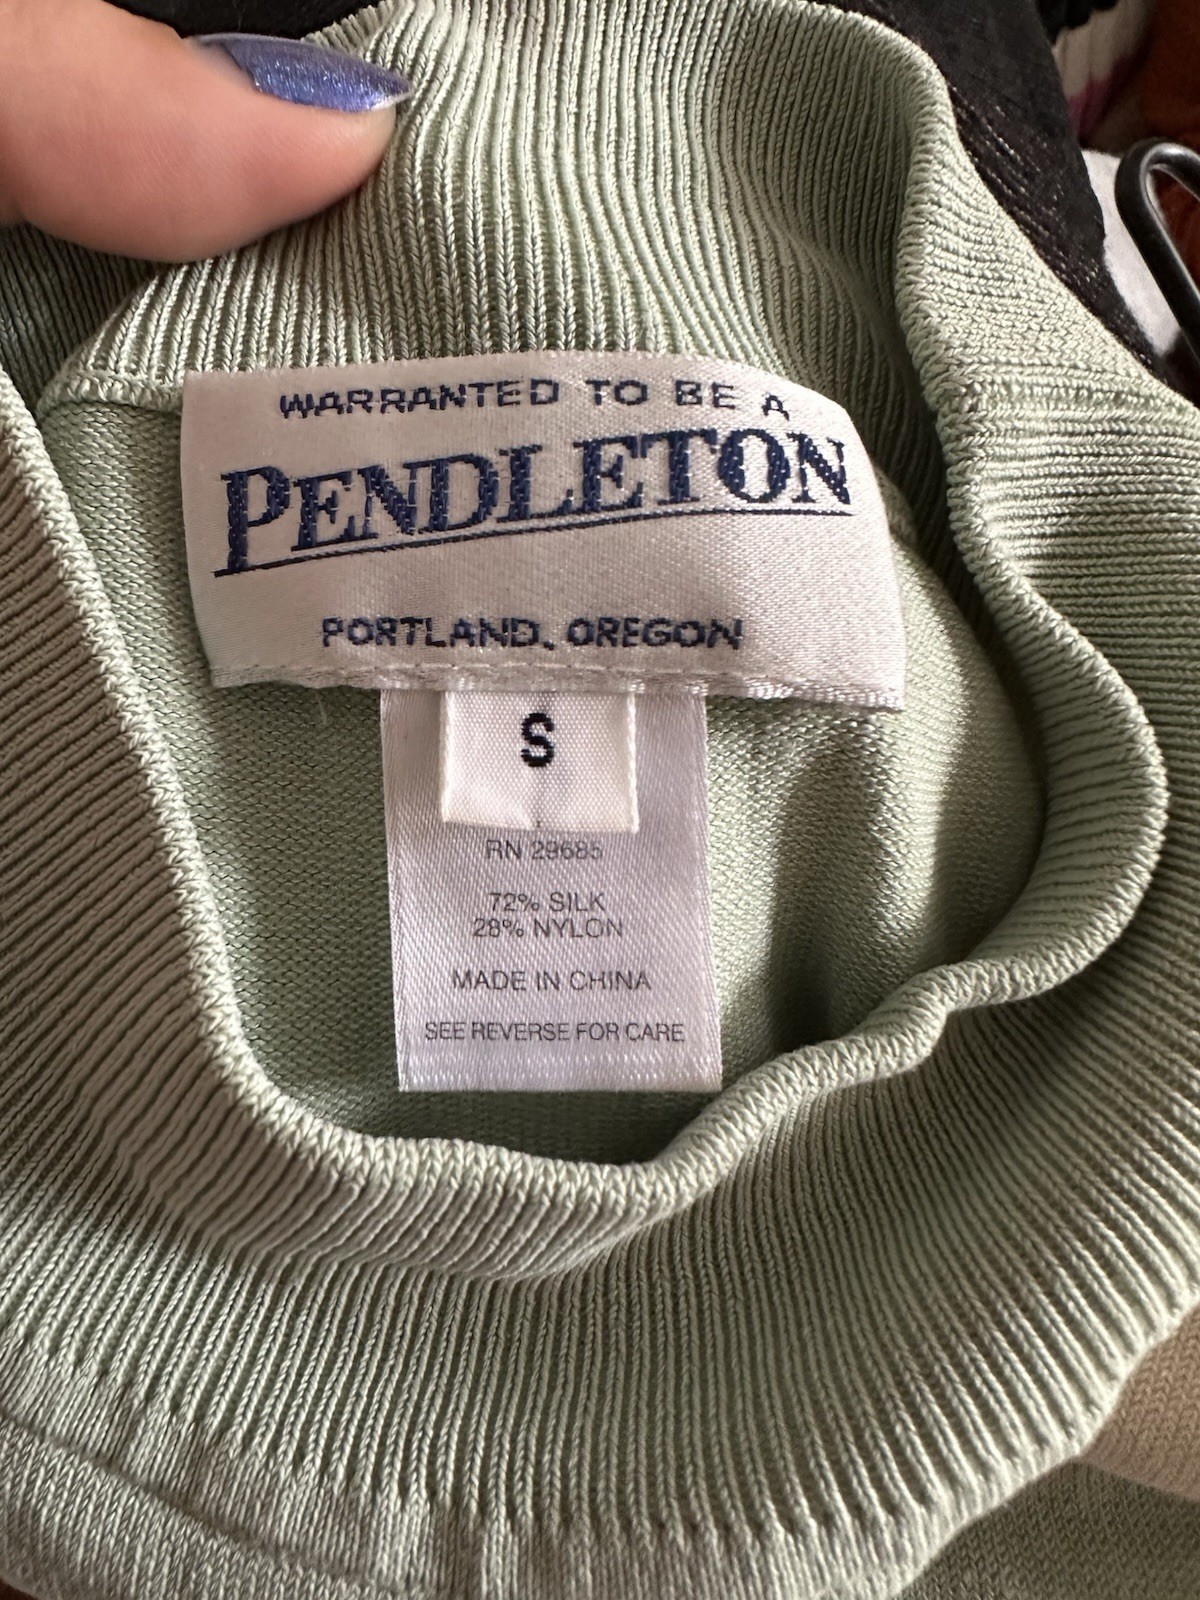 WARRANTED TO BE A
PENDLETON
PORTLAND, OREGON
S
RN 29685
72% SILK
28% NYLON
MADE IN CHINA
SEE REVERSE FOR CARE